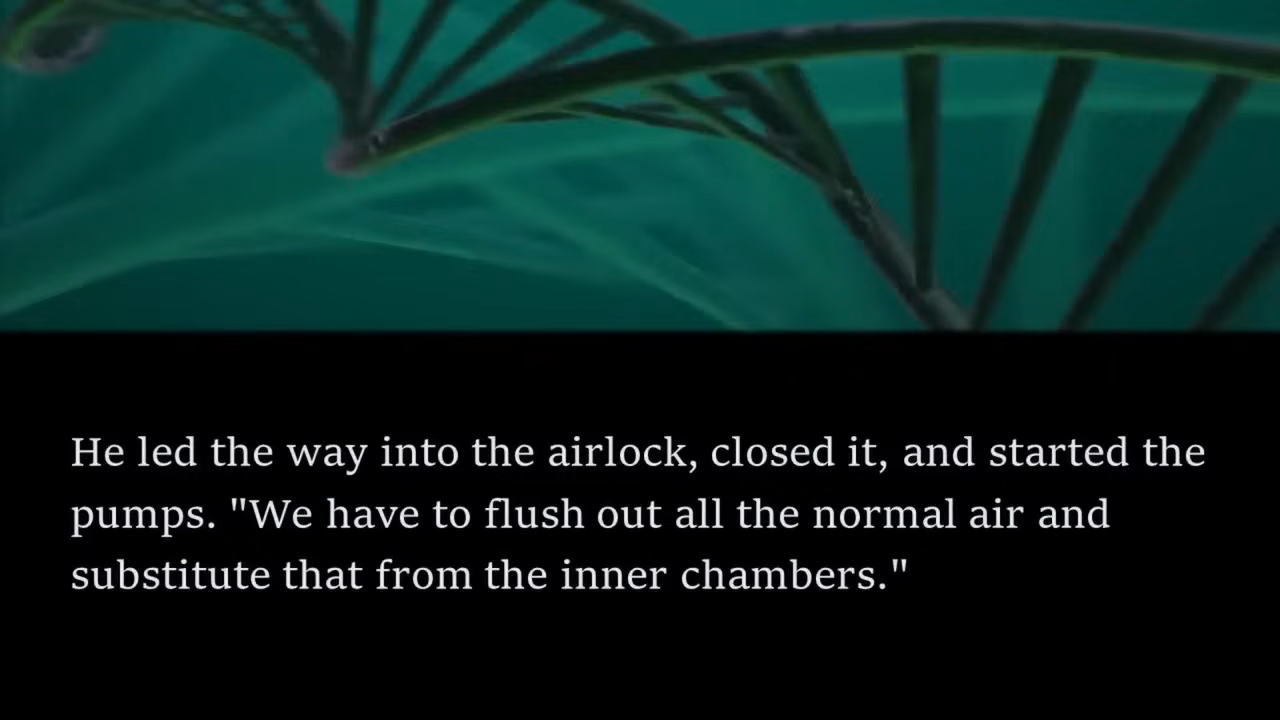 He led the way into the airlock, closed it, and started the
pumps. "We have to flush out all the normal air and
substitute that from the inner chambers."